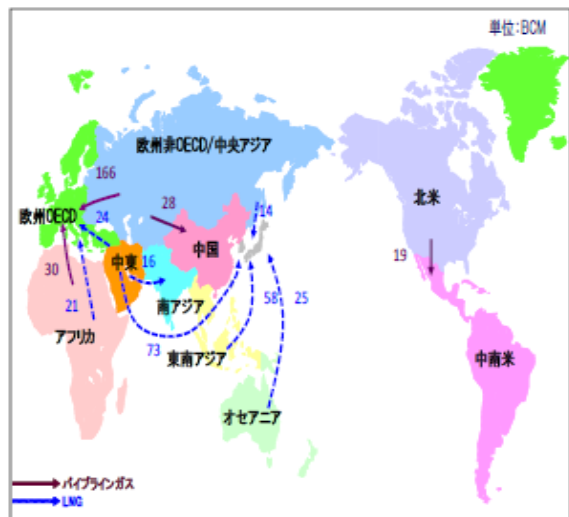 単位:BCM
欧州非OECD/中央アジア
166
28
14
北米
欧州OECD
24
中国
中東
16
19
30
南アジア
21
58
25
アフリカ
73
東南アジア
中南米
オセアニア
パイプラインガス
LNG